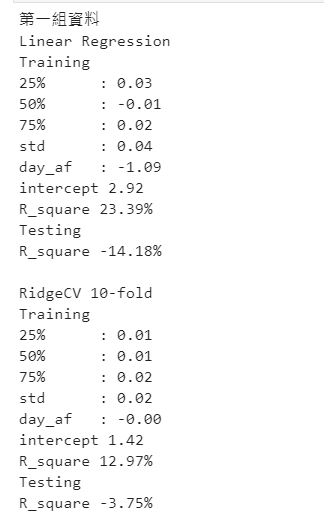 第一組資料
Linear Regression
Training
25%      : 0.03
50%      : -0.01
75%      : 0.02
std      : 0.04
day_af   : -1.09
intercept 2.92
R_square 23.39%
Testing
R_square -14.18%

RidgeCV 10-fold
Training
25%      : 0.01
50%      : 0.01
75%      : 0.02
std      : 0.02
day_af   : -0.00
intercept 1.42
R_square 12.97%
Testing
R_square -3.75%